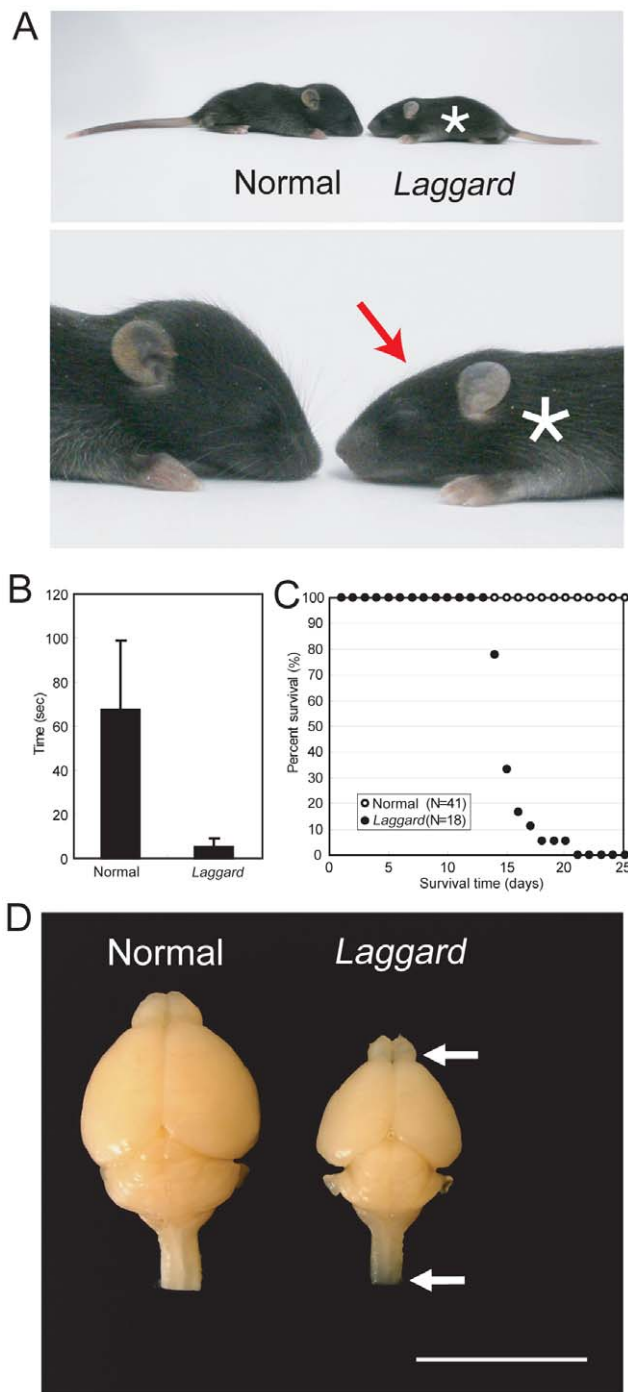 A
Normal Laggard
B
Time (sec)
120
100
80
60
40
20
0
Normal Laggard
C
Percent survival (%)
100
90
80
70
60
50
40
30
20
10
0
Normal (N=41)
Laggard (N=18)
0 5 10 15 20 25
Survival time (days)
D
Normal Laggard